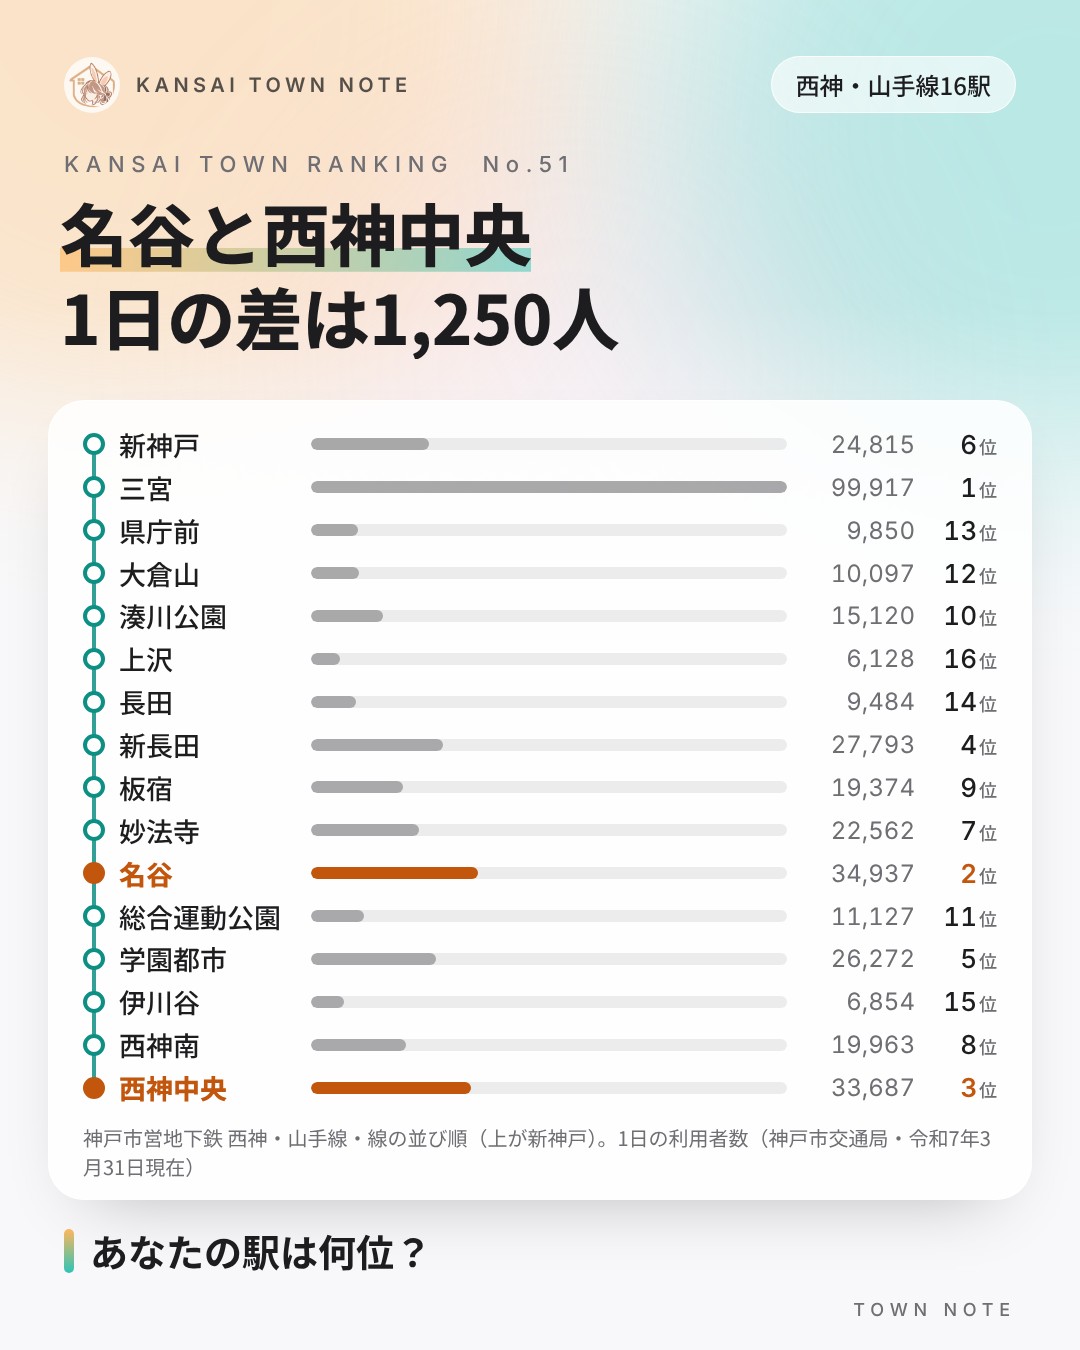 KANSAI TOWN NOTE
西神・山手線16駅
KANSAI TOWN RANKING No.51
名谷と西神中央
1日の差は1,250人
新神戸 24,815 6位
三宮 99,917 1位
県庁前 9,850 13位
大倉山 10,097 12位
湊川公園 15,120 10位
上沢 6,128 16位
長田 9,484 14位
新長田 27,793 4位
板宿 19,374 9位
妙法寺 22,562 7位
名谷 34,937 2位
総合運動公園 11,127 11位
学園都市 26,272 5位
伊川谷 6,854 15位
西神南 19,963 8位
西神中央 33,687 3位
神戸市営地下鉄 西神・山手線・線の並び順（上が新神戸）。1日の利用者数（神戸市交通局・令和7年3
月31日現在）
あなたの駅は何位？
TOWN NOTE